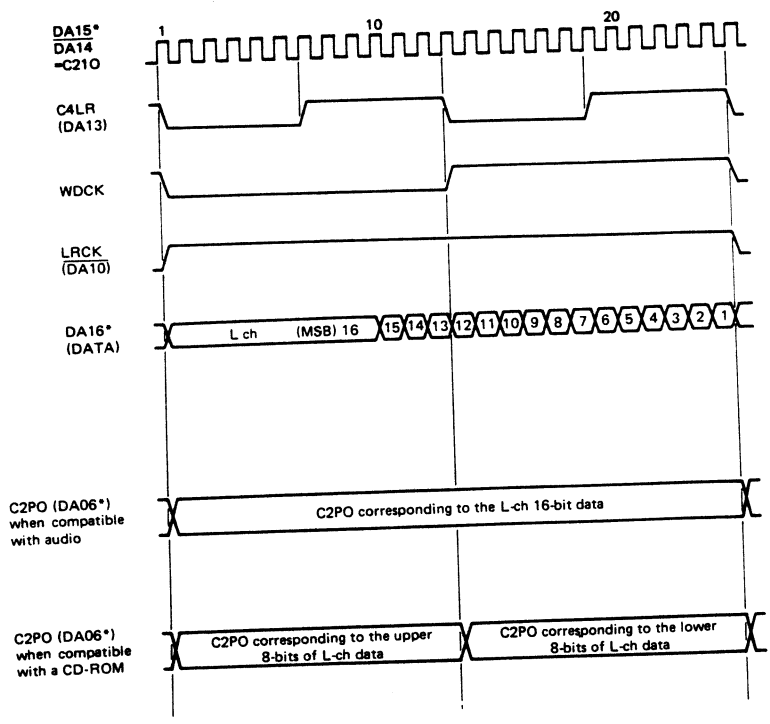 1 10 20
DA15*
DA14
=C210
C4LR
(DA13)
WDCK
LRCK
(DA10)
DA16*
(DATA)
L ch (MSB) 16 15 14 13 12 11 10 9 8 7 6 5 4 3 2 1
C2PO (DA06*)
when compatible
with audio
C2PO corresponding to the L-ch 16-bit data
C2PO (DA06*)
when compatible
with a CD-ROM
C2PO corresponding to the upper
8-bits of L-ch data
C2PO corresponding to the lower
8-bits of L-ch data